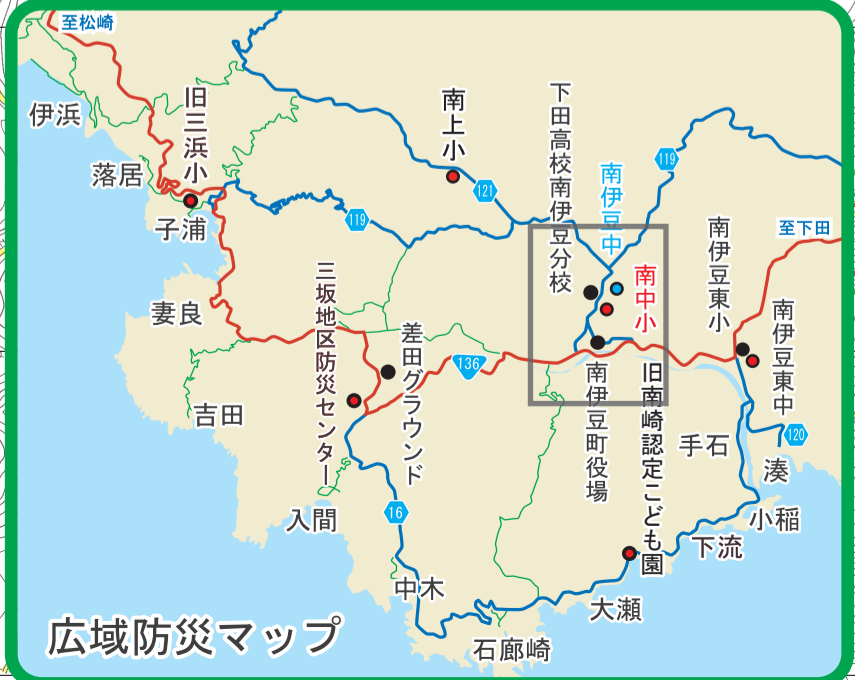 至松崎
伊浜
旧三浜小
落居
子浦
南上小
121
119
下田高校南伊豆分校
南伊豆中
119
南中小
南伊豆東小
至下田
南伊豆東中
妻良
三坂地区防災センター
差田グラウンド
136
吉田
南伊豆町役場
旧南崎認定こども園
手石
120
湊
小稲
下流
入間
16
中木
大瀬
石廊崎
広域防災マップ